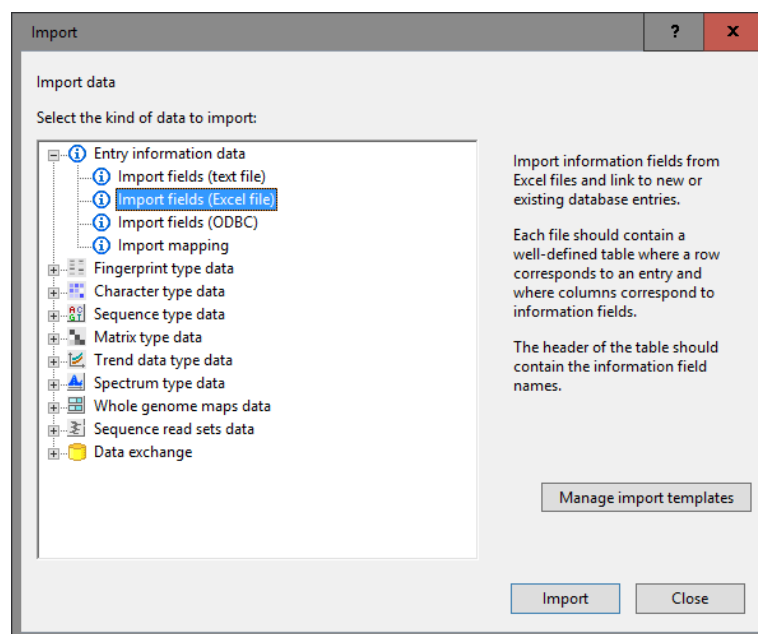 Import
?
x
Import data
Select the kind of data to import:
Entry information data
Import fields (text file)
Import fields (Excel file)
Import fields (ODBC)
Import mapping
Fingerprint type data
Character type data
Sequence type data
Matrix type data
Trend data type data
Spectrum type data
Whole genome maps data
Sequence read sets data
Data exchange
Import information fields from
Excel files and link to new or
existing database entries.
Each file should contain a
well-defined table where a row
corresponds to an entry and
where columns correspond to
information fields.
The header of the table should
contain the information field
names.
Manage import templates
Import
Close